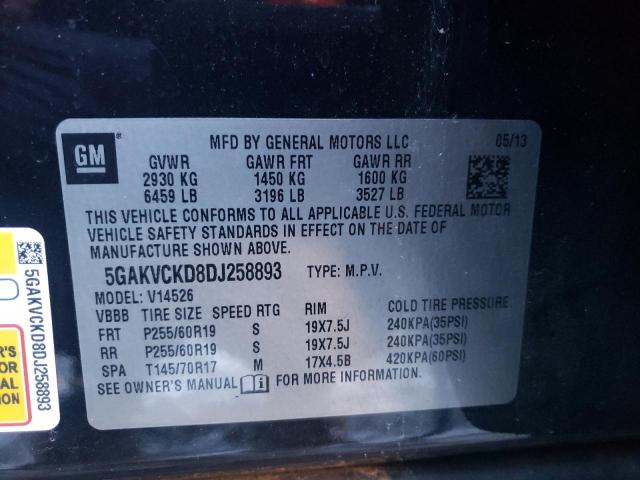 MFD BY GENERAL MOTORS LLC 05/13
GM
GVWR GAWR FRT GAWR RR
2930 KG 1450 KG 1600 KG
6459 LB 3196 LB 3527 LB
THIS VEHICLE CONFORMS TO ALL APPLICABLE U.S. FEDERAL MOTOR
VEHICLE SAFETY STANDARDS IN EFFECT ON THE DATE OF
MANUFACTURE SHOWN ABOVE.
5GAKVCKD8DJ258893 TYPE: M.P.V.
MODEL: V14526
VBBB TIRE SIZE SPEED RTG RIM COLD TIRE PRESSURE
FRT P255/60R19 S 19X7.5J 240KPA(35PSI)
RR P255/60R19 S 19X7.5J 240KPA(35PSI)
SPA T145/70R17 M 17X4.5B 420KPA(60PSI)
SEE OWNER'S MANUAL i FOR MORE INFORMATION.
5GAKVCKD8DJ258893
R'S
FOR
AL
ION